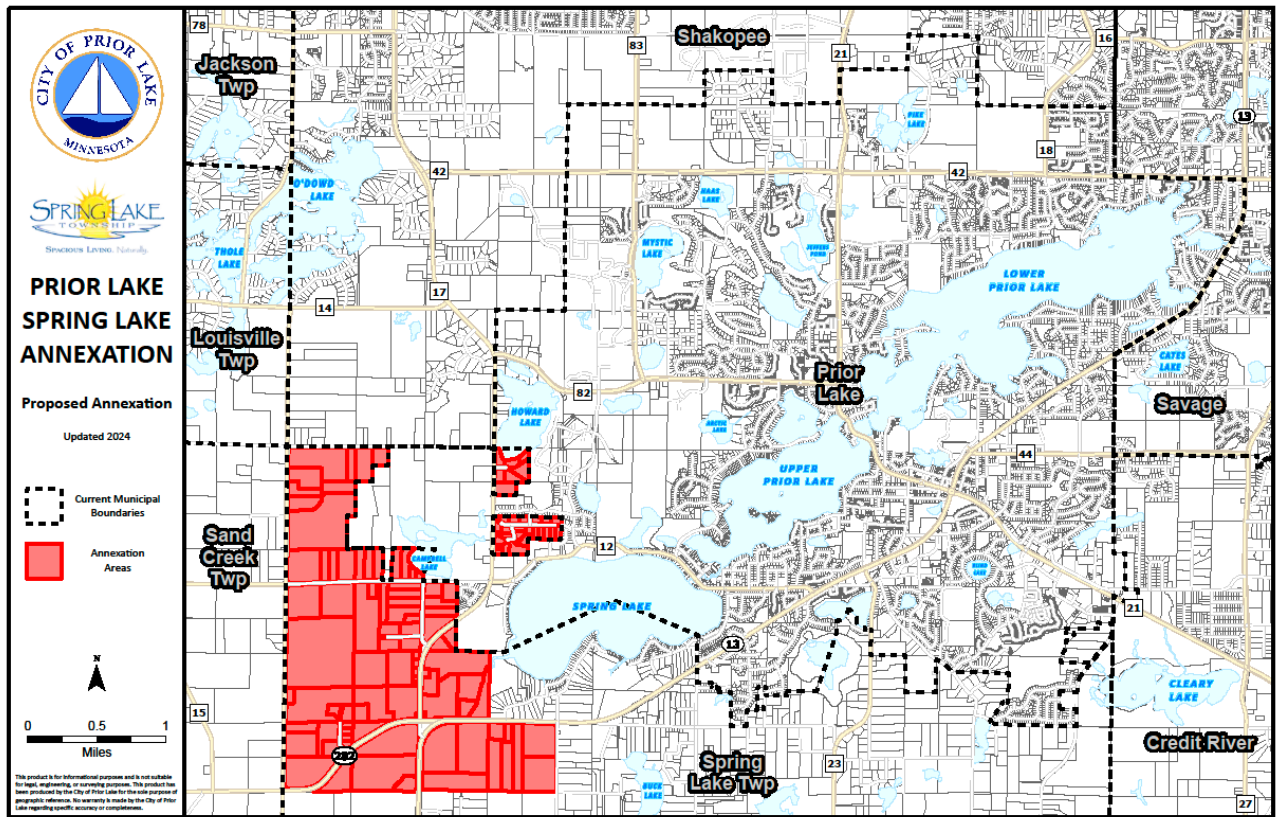 CITY OF PRIOR LAKE
MINNESOTA
SPRING LAKE
TOWNSHIP
SPACIOUS LIVING. Naturally.
PRIOR LAKE
SPRING LAKE
ANNEXATION
Proposed Annexation
Updated 2024
Current Municipal
Boundaries
Annexation
Areas
N
0 0.5 1
Miles
This product is for informational purposes and is not suitable
for legal, engineering, or surveying purposes. This product has
been produced by the City of Prior Lake for the sole purpose of
geographic reference. No warranty is made by the City of Prior
Lake regarding specific accuracy or completeness.
78
83
Shakopee
21
16
Jackson
Twp
PIKE
LAKE
13
18
42
42
O'DOWD
LAKE
HAAS
LAKE
MYSTIC
LAKE
JEFFERS
POND
THOLE
LAKE
LOWER
PRIOR LAKE
17
14
Louisville
Twp
CATES
LAKE
Prior
Lake
82
Savage
HOWARD
LAKE
ARCTIC
LAKE
44
UPPER
PRIOR LAKE
Sand
Creek
Twp
12
CAMPBELL
LAKE
BLIND
LAKE
SPRING LAKE
21
13
CLEARY
LAKE
15
282
Credit River
Spring
Lake Twp
23
BUCK
LAKE
27